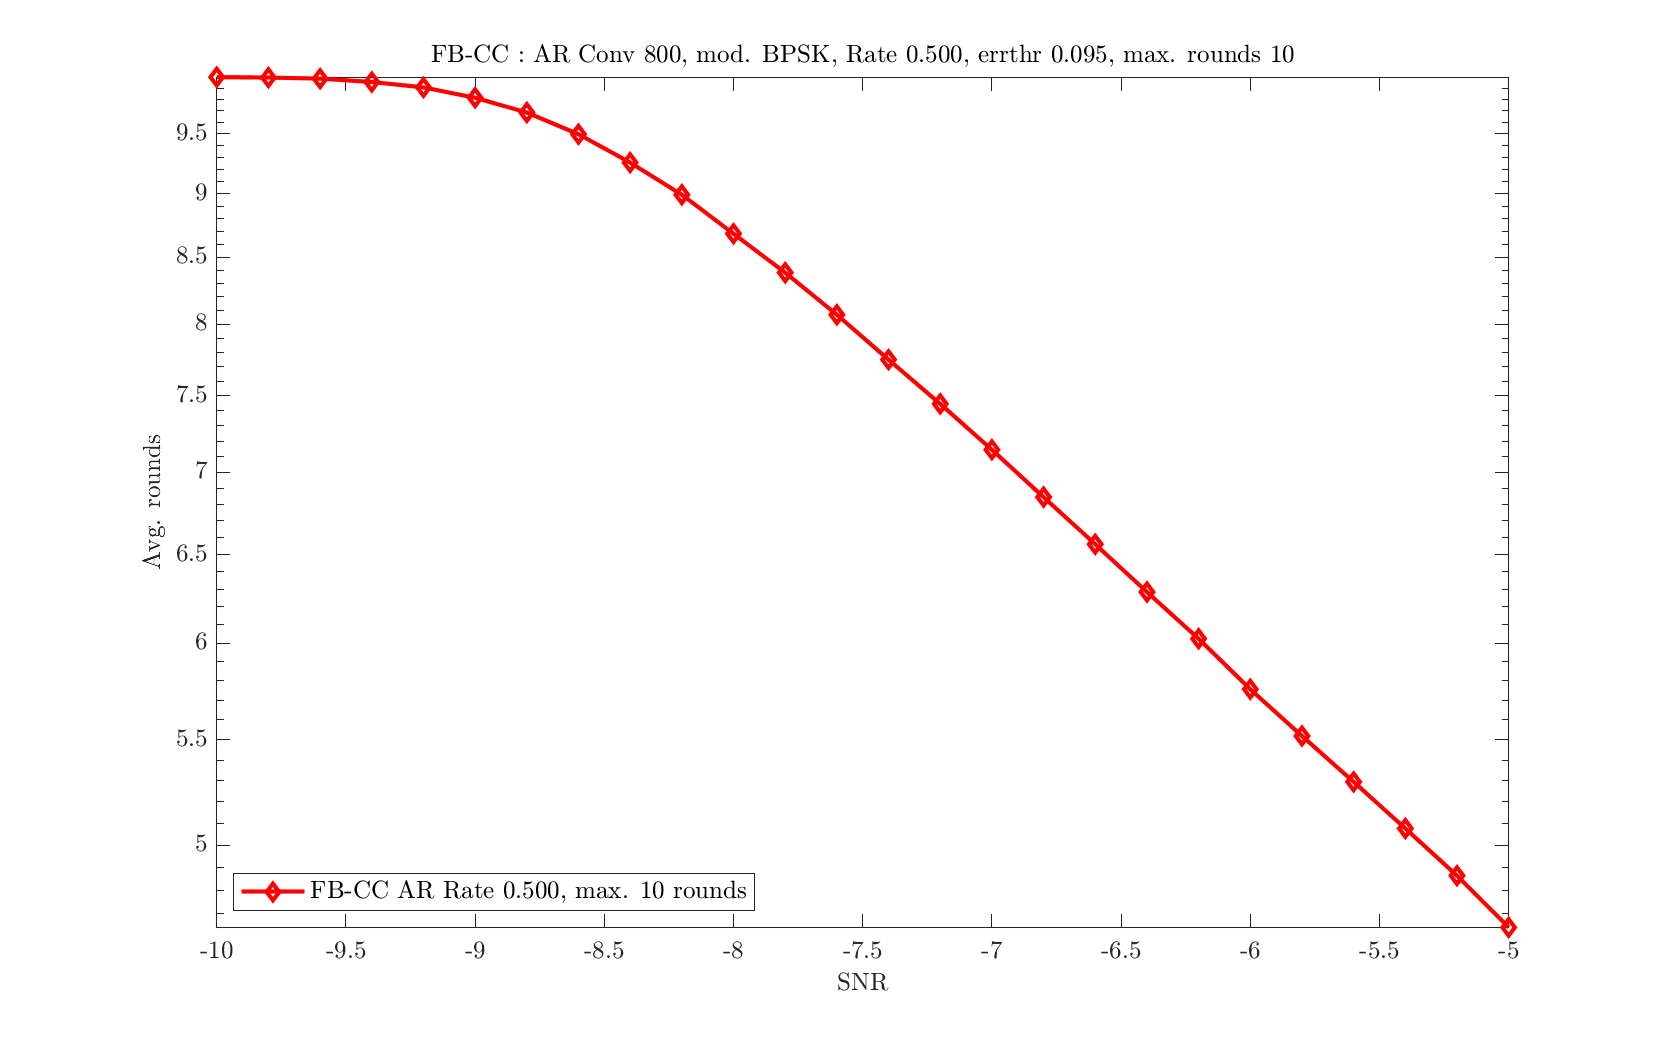 FB-CC : AR Conv 800, mod. BPSK, Rate 0.500, errthr 0.095, max. rounds 10
9.5
9
8.5
8
7.5
7
6.5
6
5.5
5
Avg. rounds
FB-CC AR Rate 0.500, max. 10 rounds
-10 -9.5 -9 -8.5 -8 -7.5 -7 -6.5 -6 -5.5 -5
SNR